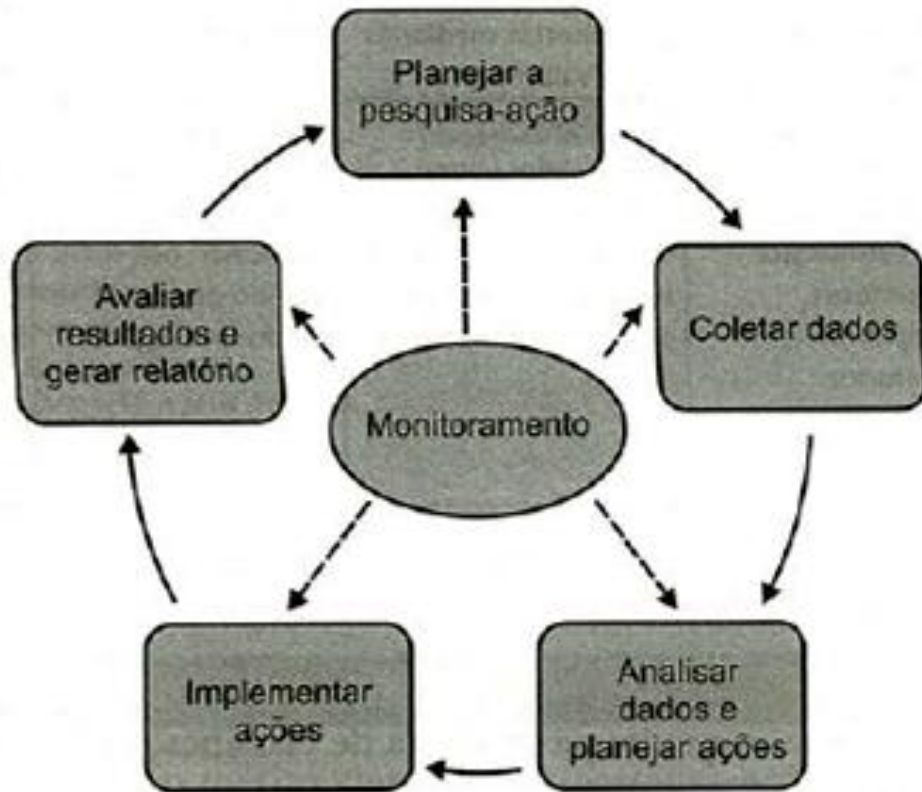 Planejar a
pesquisa-ação
Coletar dados
Analisar
dados e
planejar ações
Implementar
ações
Avaliar
resultados e
gerar relatório
Monitoramento